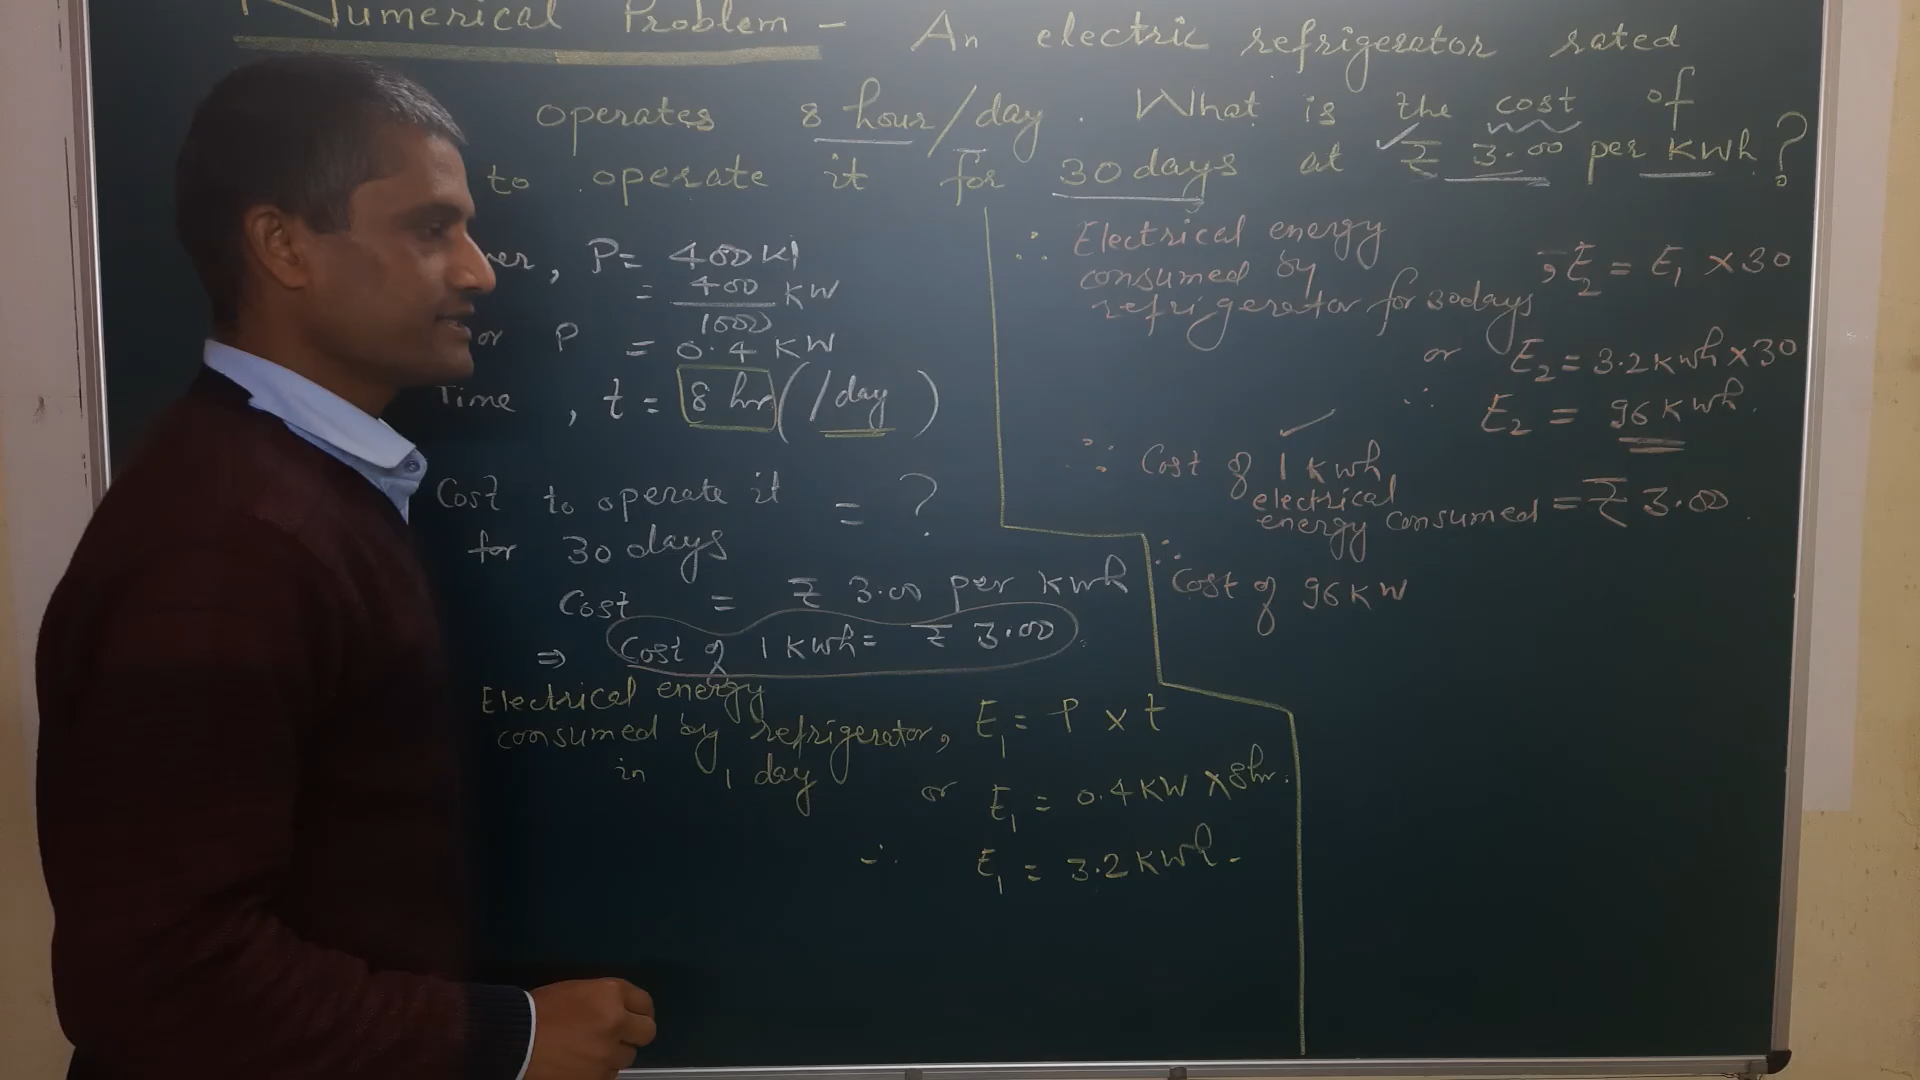 Numerical Problem - An electric refrigerator rated
operates 8 hour/day. What is the cost of
to operate it for 30 days at ₹ 3.00 per kwh?
P = 400 W
= 400/1000 KW
or P = 0.4 KW
Time, t = 8 hr (/day)
Cost to operate it = ?
for 30 days
Cost = ₹ 3.00 per kwh
⇒ Cost of 1 kwh = ₹ 3.00
Electrical energy
consumed by refrigerator, E₁ = P x t
in 1 day
or E₁ = 0.4 KW x 8hr.
∴ E₁ = 3.2 kwh.
∴ Electrical energy
consumed by
refrigerator for 30days, E₂ = E₁ x 30
or E₂ = 3.2 kwh x 30
∴ E₂ = 96 kwh.
∵ Cost of 1 kwh
electrical
energy consumed = ₹ 3.00
∴ Cost of 96 KW